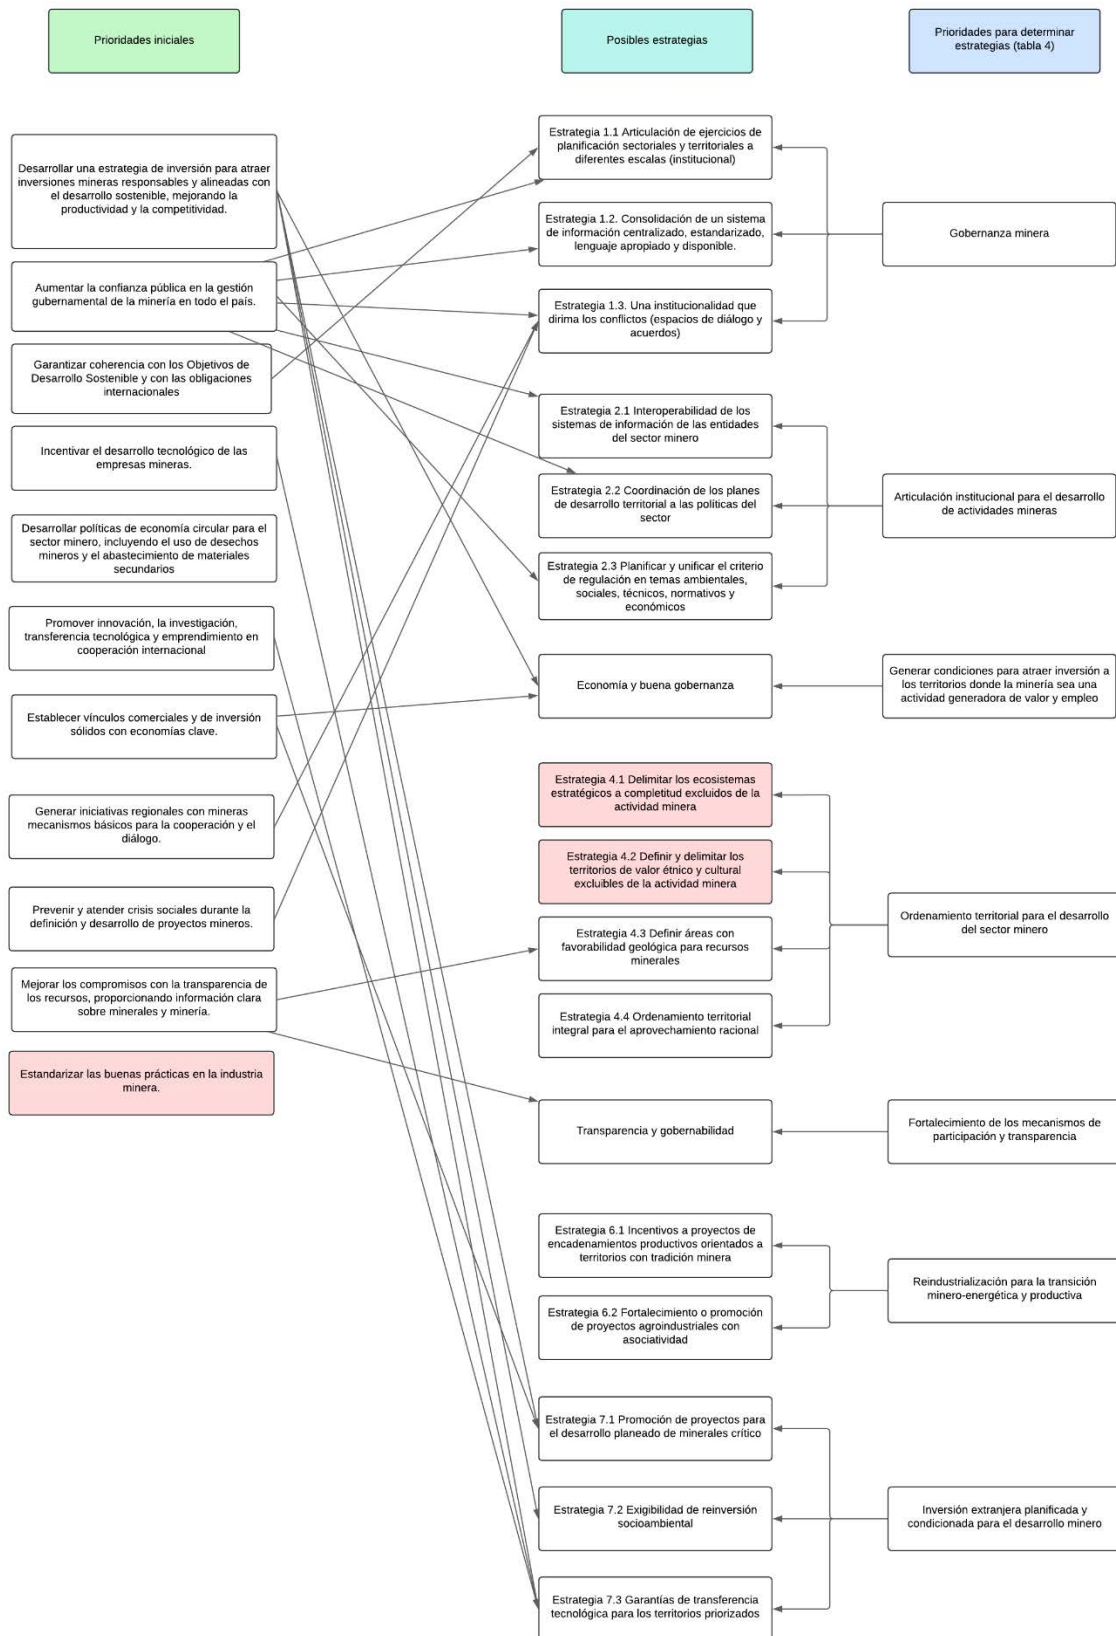 Prioridades iniciales
Posibles estrategias
Prioridades para determinar
estrategias (tabla 4)
Desarrollar una estrategia de inversión para atraer
inversiones mineras responsables y alineadas con
el desarrollo sostenible, mejorando la
productividad y la competitividad.
Aumentar la confianza pública en la gestión
gubernamental de la minería en todo el país.
Garantizar coherencia con los Objetivos de
Desarrollo Sostenible y con las obligaciones
internacionales
Incentivar el desarrollo tecnológico de las
empresas mineras.
Desarrollar políticas de economía circular para el
sector minero, incluyendo el uso de desechos
mineros y el abastecimiento de materiales
secundarios
Promover innovación, la investigación,
transferencia tecnológica y emprendimiento en
cooperación internacional
Establecer vínculos comerciales y de inversión
sólidos con economías clave.
Generar iniciativas regionales con mineras
mecanismos básicos para la cooperación y el
diálogo.
Prevenir y atender crisis sociales durante la
definición y desarrollo de proyectos mineros.
Mejorar los compromisos con la transparencia de
los recursos, proporcionando información clara
sobre minerales y minería.
Estandarizar las buenas prácticas en la industria
minera.
Estrategia 1.1 Articulación de ejercicios de
planificación sectoriales y territoriales a
diferentes escalas (institucional)
Estrategia 1.2. Consolidación de un sistema
de información centralizado, estandarizado,
lenguaje apropiado y disponible.
Estrategia 1.3. Una institucionalidad que
dirima los conflictos (espacios de diálogo y
acuerdos)
Estrategia 2.1 Interoperabilidad de los
sistemas de información de las entidades
del sector minero
Estrategia 2.2 Coordinación de los planes
de desarrollo territorial a las políticas del
sector
Estrategia 2.3 Planificar y unificar el criterio
de regulación en temas ambientales,
sociales, técnicos, normativos y
económicos
Economía y buena gobernanza
Estrategia 4.1 Delimitar los ecosistemas
estratégicos a completitud excluidos de la
actividad minera
Estrategia 4.2 Definir y delimitar los
territorios de valor étnico y cultural
excluibles de la actividad minera
Estrategia 4.3 Definir áreas con
favorabilidad geológica para recursos
minerales
Estrategia 4.4 Ordenamiento territorial
integral para el aprovechamiento racional
Transparencia y gobernabilidad
Estrategia 6.1 Incentivos a proyectos de
encadenamientos productivos orientados a
territorios con tradición minera
Estrategia 6.2 Fortalecimiento o promoción
de proyectos agroindustriales con
asociatividad
Estrategia 7.1 Promoción de proyectos para
el desarrollo planeado de minerales crítico
Estrategia 7.2 Exigibilidad de reinversión
socioambiental
Estrategia 7.3 Garantías de transferencia
tecnológica para los territorios priorizados
Gobernanza minera
Articulación institucional para el desarrollo
de actividades mineras
Generar condiciones para atraer inversión a
los territorios donde la minería sea una
actividad generadora de valor y empleo
Ordenamiento territorial para el desarrollo
del sector minero
Fortalecimiento de los mecanismos de
participación y transparencia
Reindustrialización para la transición
minero-energética y productiva
Inversión extranjera planificada y
condicionada para el desarrollo minero